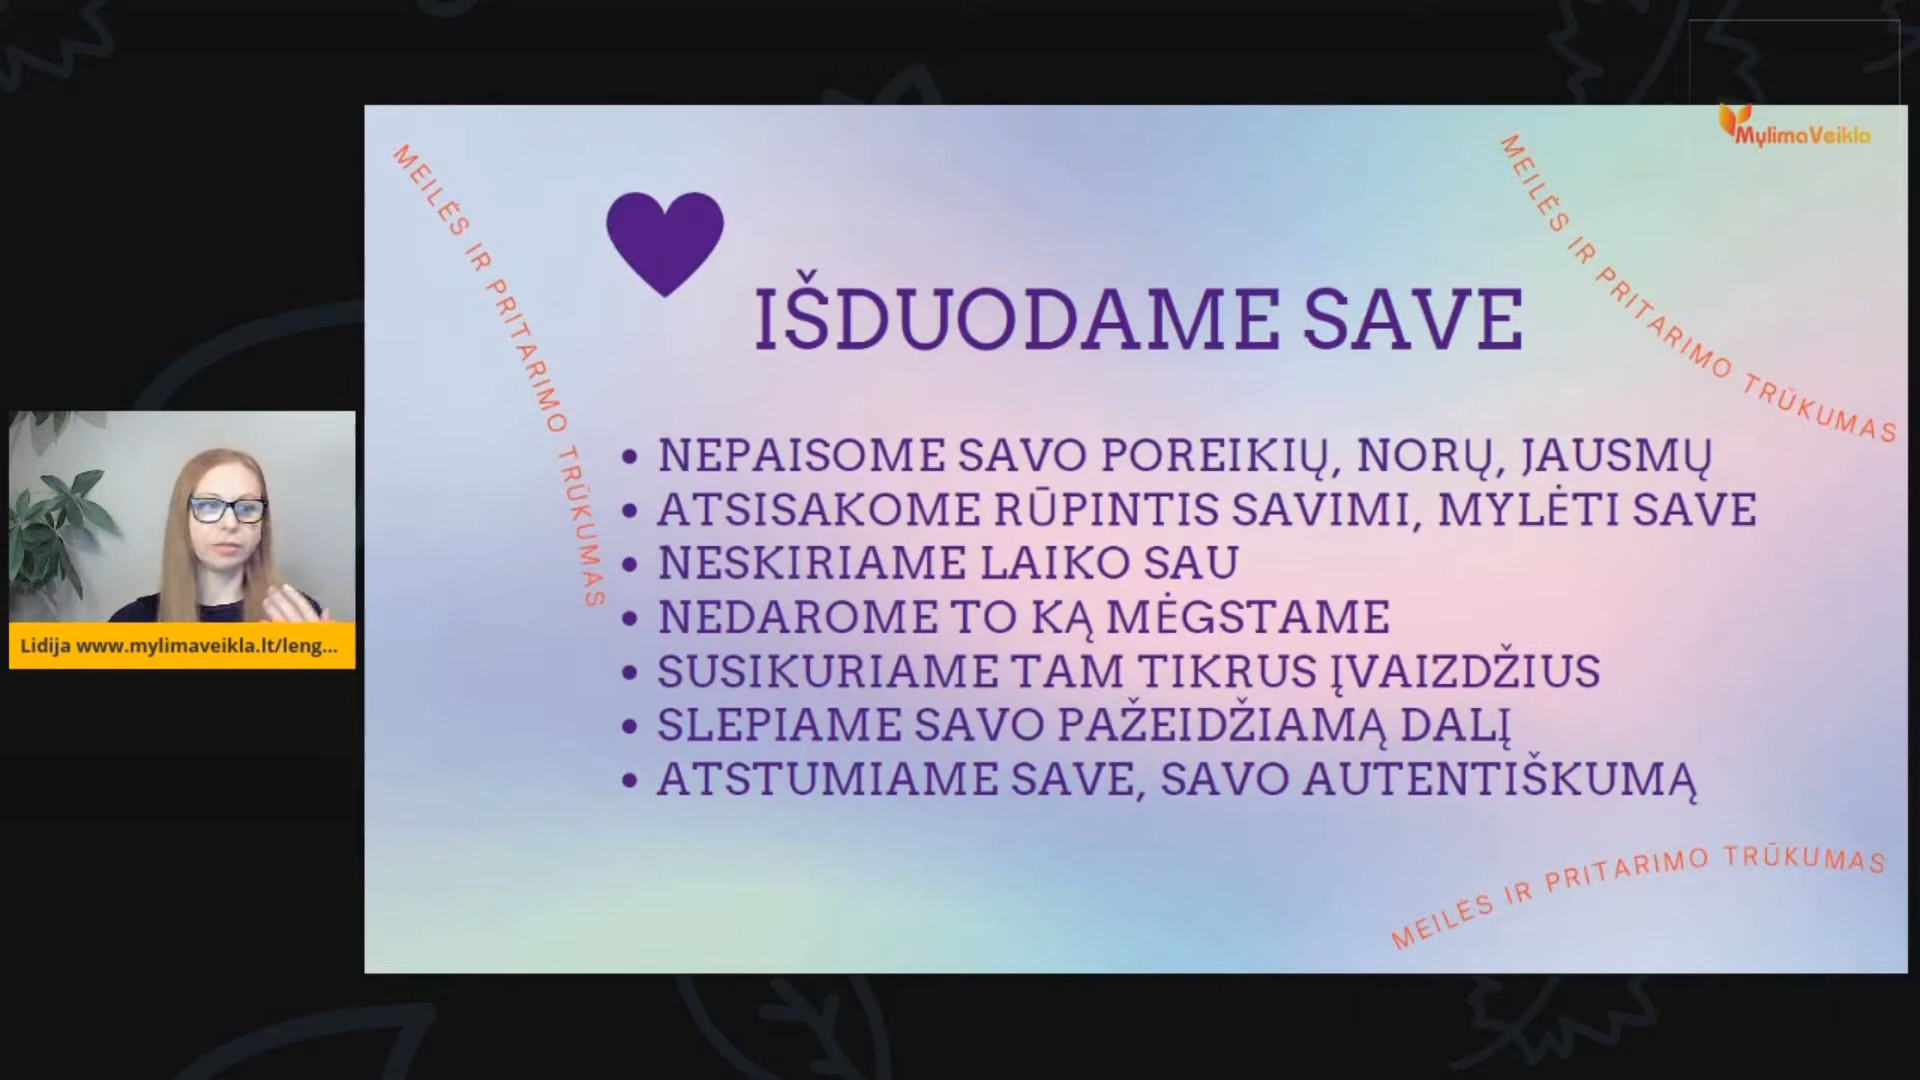 MylimaVeikla
MEILĖS IR PRITARIMO TRŪKUMAS
MEILĖS IR PRITARIMO TRŪKUMAS
IŠDUODAME SAVE
• NEPAISOME SAVO POREIKIŲ, NORŲ, JAUSMŲ
• ATSISAKOME RŪPINTIS SAVIMI, MYLĖTI SAVE
• NESKIRIAME LAIKO SAU
• NEDAROME TO KĄ MĖGSTAME
• SUSIKURIAME TAM TIKRUS ĮVAIZDŽIUS
• SLEPIAME SAVO PAŽEIDŽIAMĄ DALĮ
• ATSTUMIAME SAVE, SAVO AUTENTIŠKUMĄ
MEILĖS IR PRITARIMO TRŪKUMAS
Lidija www.mylimaveikla.lt/leng...